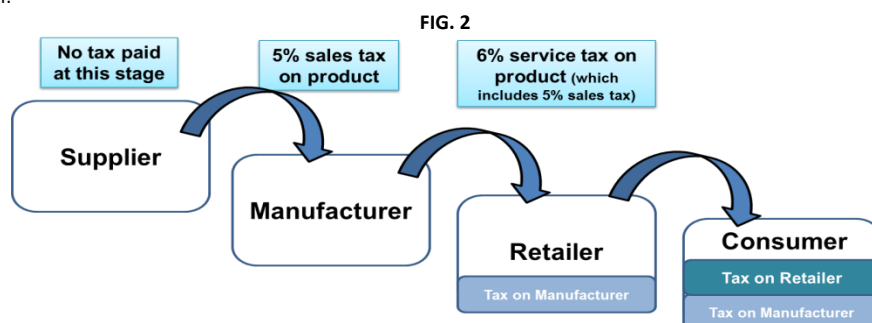 FIG. 2
No tax paid
at this stage
5% sales tax
on product
6% service tax on
product (which
includes 5% sales tax)
Supplier
Manufacturer
Retailer
Tax on Manufacturer
Consumer
Tax on Retailer
Tax on Manufacturer